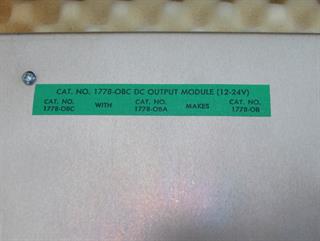 CAT. NO. 1778-OBC DC OUTPUT MODULE (12-24V)
CAT. NO. 1778-OBC WITH CAT. NO. 1778-OBA MAKES CAT. NO. 1778-OB